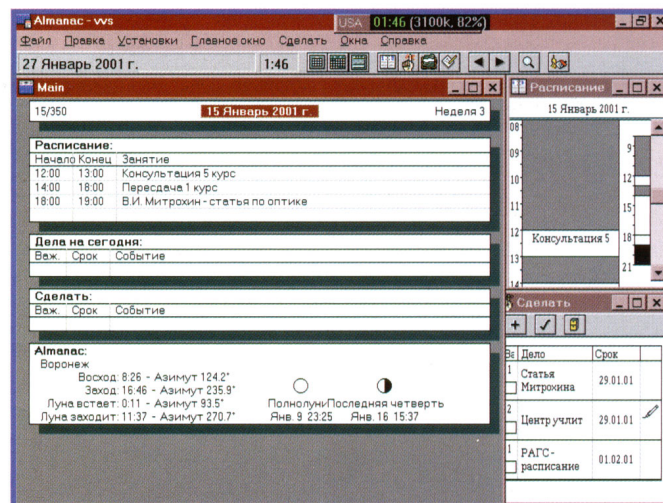 Almanac - vvs
USA 01:46 (3100k, 82%)
Файл Правка Установки Главное окно Сделать Окна Справка
27 Январь 2001 г. 1:46
Main
15/350 15 Январь 2001 г. Неделя 3
Расписание:
Начало Конец Занятие
12:00 13:00 Консультация 5 курс
14:00 18:00 Пересдача 1 курс
18:00 19:00 В.И. Митрохин - статья по оптике
Дела на сегодня:
Важ. Срок Событие
Сделать:
Важ. Срок Событие
Almanac:
Воронеж
Восход: 8:26 - Азимут 124.2°
Заход: 16:46 - Азимут 235.9°
Луна встает: 0:11 - Азимут 93.5°
Луна заходит: 11:37 - Азимут 270.7°
Полнолуни Последняя четверть
Янв. 9 23:25 Янв. 16 15:37
Расписание
15 Январь 2001 г.
08
09
10
11
12 Консультация 5
13
14
9
12
15
18
21
Сделать
Ва Дело Срок
1 Статья Митрохина 29.01.01
2 Центр учлит 29.01.01
1 РАГС - расписание 01.02.01